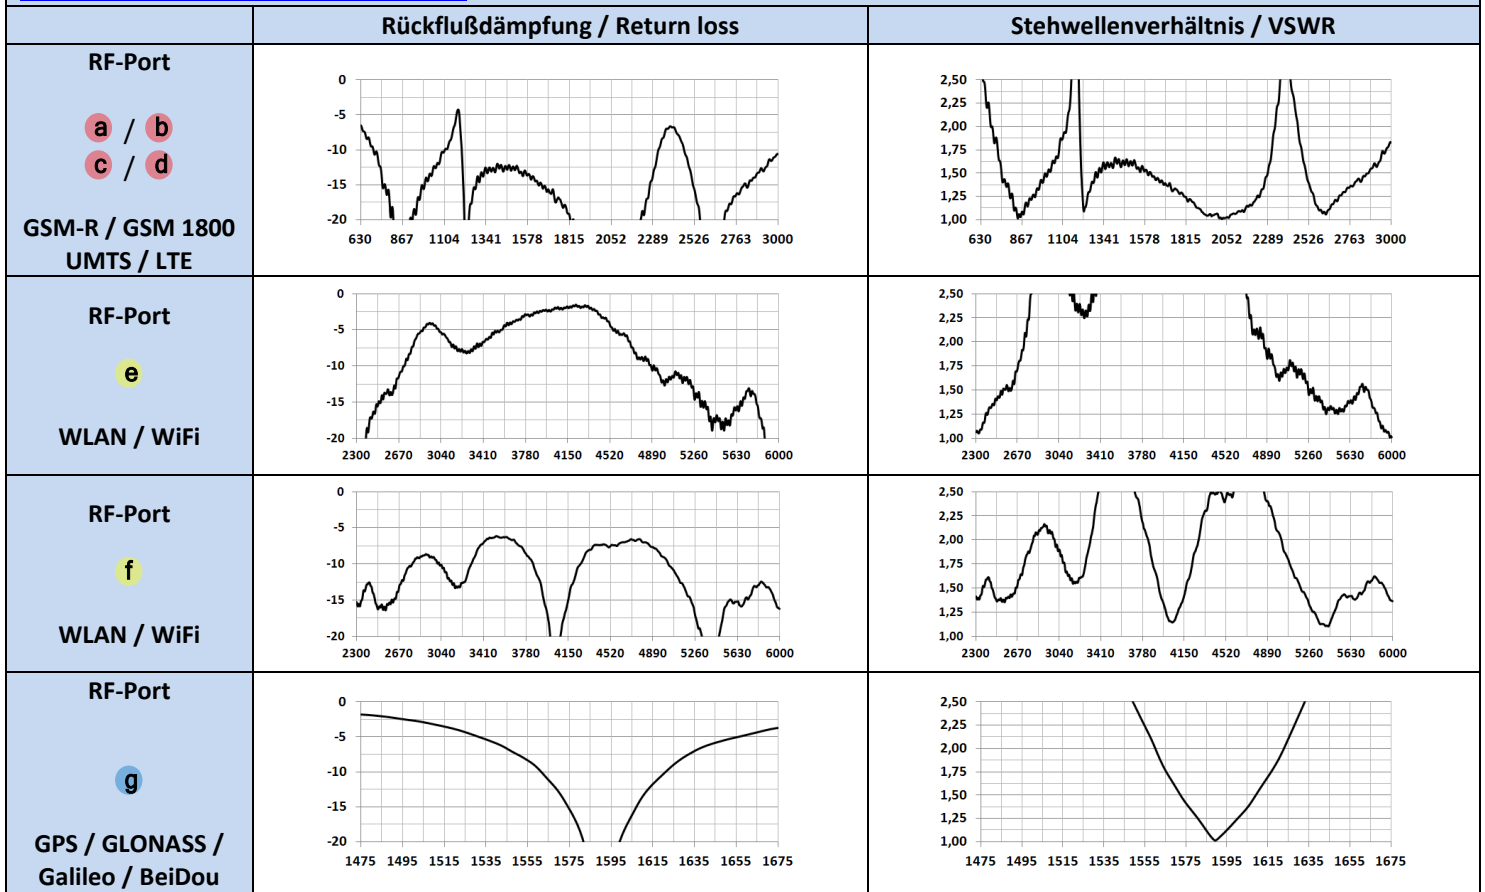 Rückflußdämpfung / Return loss
Stehwellenverhältnis / VSWR
RF-Port
a / b
c / d
GSM-R / GSM 1800
UMTS / LTE
0
-5
-10
-15
-20
630 867 1104 1341 1578 1815 2052 2289 2526 2763 3000
2,50
2,25
2,00
1,75
1,50
1,25
1,00
630 867 1104 1341 1578 1815 2052 2289 2526 2763 3000
RF-Port
e
WLAN / WiFi
0
-5
-10
-15
-20
2300 2670 3040 3410 3780 4150 4520 4890 5260 5630 6000
2,50
2,25
2,00
1,75
1,50
1,25
1,00
2300 2670 3040 3410 3780 4150 4520 4890 5260 5630 6000
RF-Port
f
WLAN / WiFi
0
-5
-10
-15
-20
2300 2670 3040 3410 3780 4150 4520 4890 5260 5630 6000
2,50
2,25
2,00
1,75
1,50
1,25
1,00
2300 2670 3040 3410 3780 4150 4520 4890 5260 5630 6000
RF-Port
g
GPS / GLONASS /
Galileo / BeiDou
0
-5
-10
-15
-20
1475 1495 1515 1535 1555 1575 1595 1615 1635 1655 1675
2,50
2,25
2,00
1,75
1,50
1,25
1,00
1475 1495 1515 1535 1555 1575 1595 1615 1635 1655 1675